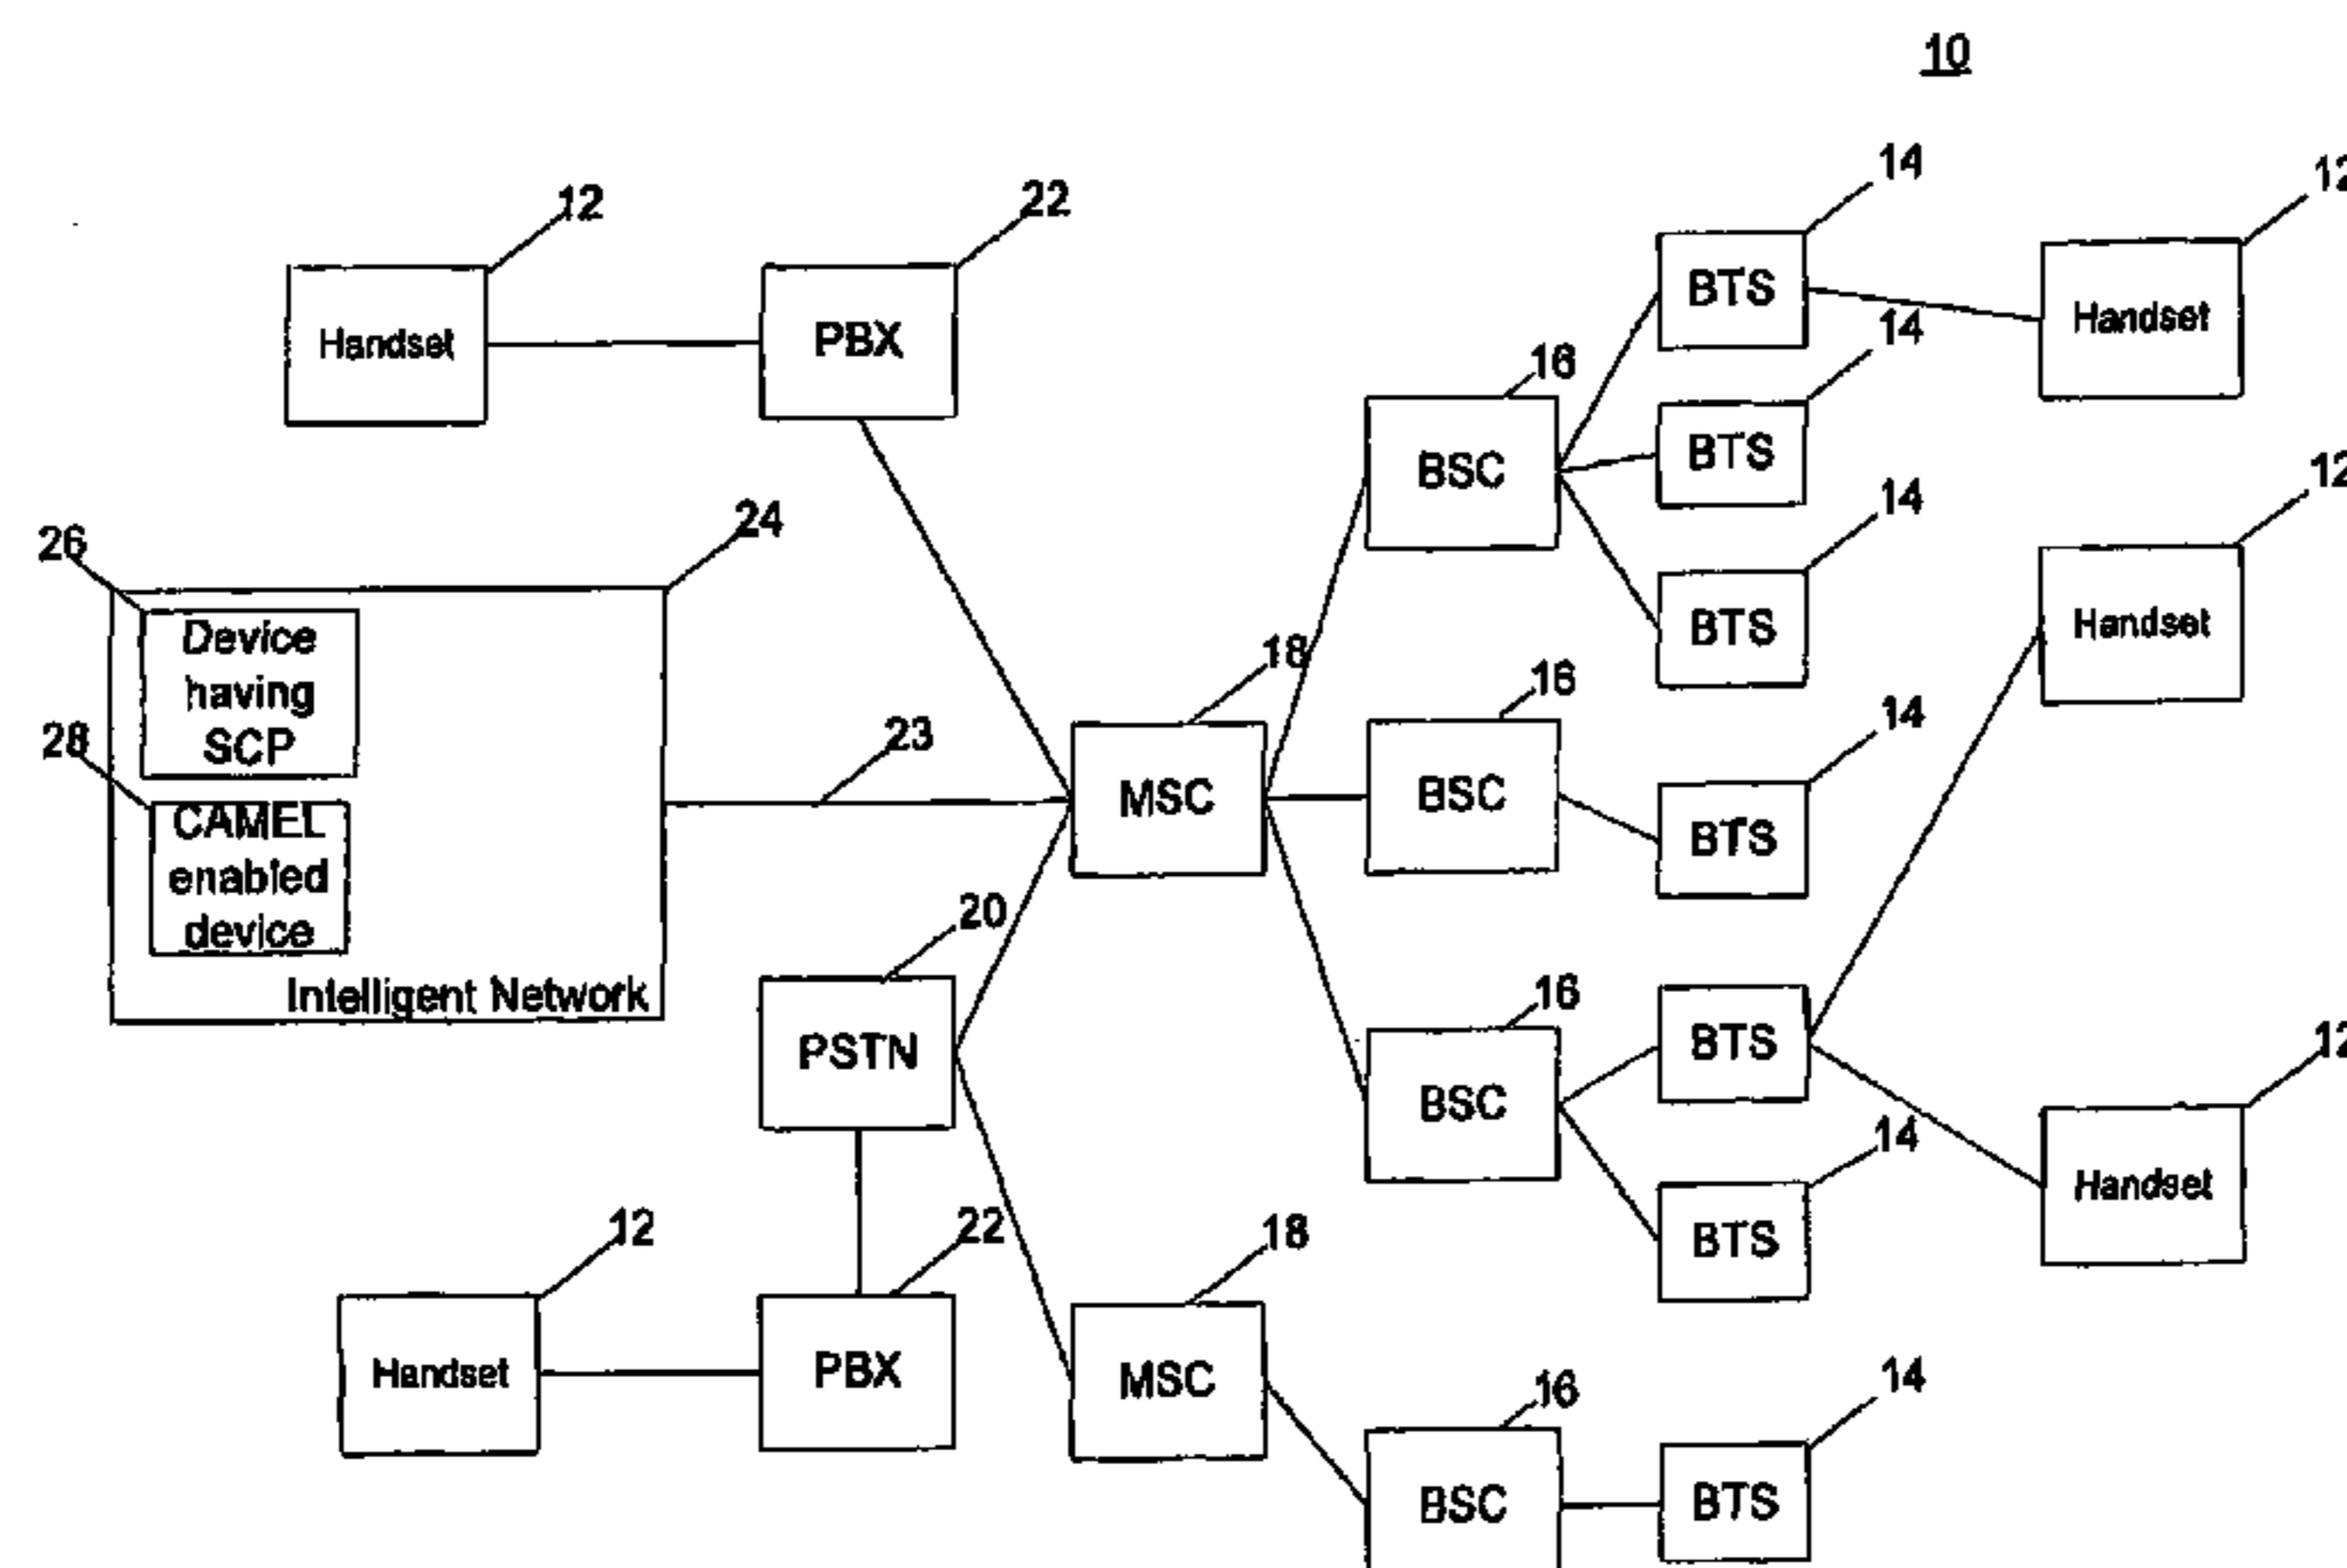 10
14
12
12
22
BTS
Handset
Handset
PBX
14
16
BTS
BSC
14
12
24
26
BTS
Handset
Device
having
SCP
18
16
14
28
23
MSC
BSC
BTS
CAMEL
enabled
device
20
Intelligent Network
16
BTS
12
PSTN
BSC
14
Handset
12
22
18
BTS
Handset
PBX
MSC
16
14
BSC
BTS